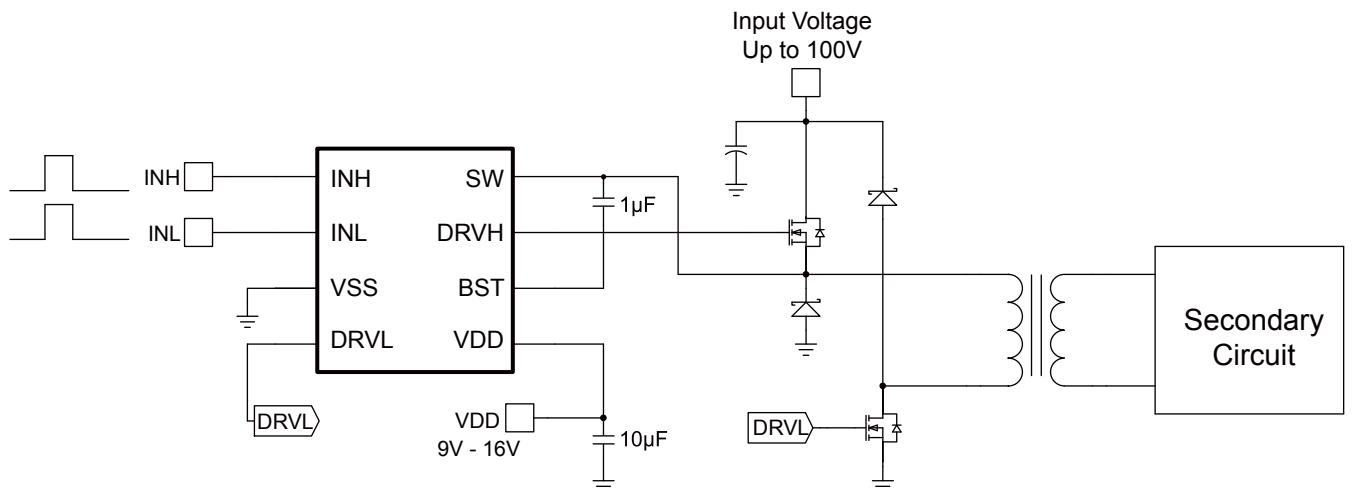 Input Voltage
Up to 100V
INH
INH
SW
1µF
INL
INL
DRVH
VSS
BST
DRVL
VDD
Secondary
Circuit
DRVL
VDD
9V - 16V
10µF
DRVL